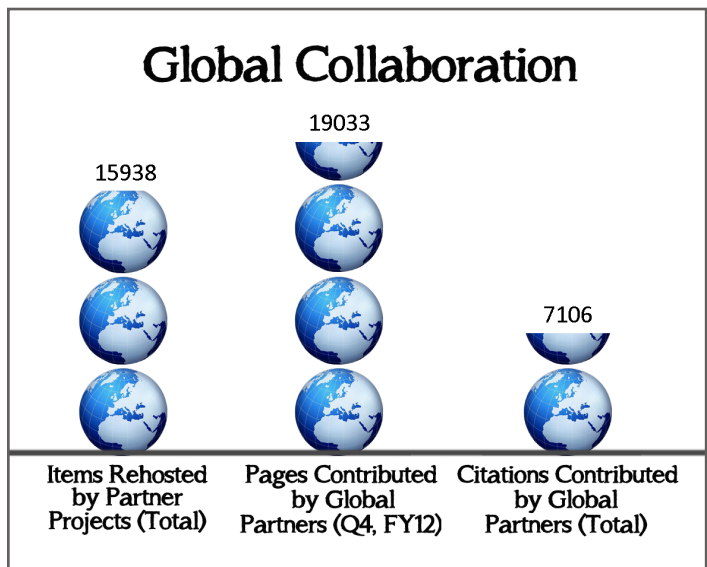 Global Collaboration
15938
19033
7106
Items Rehosted
by Partner
Projects (Total)
Pages Contributed
by Global
Partners (Q4, FY12)
Citations Contributed
by Global
Partners (Total)